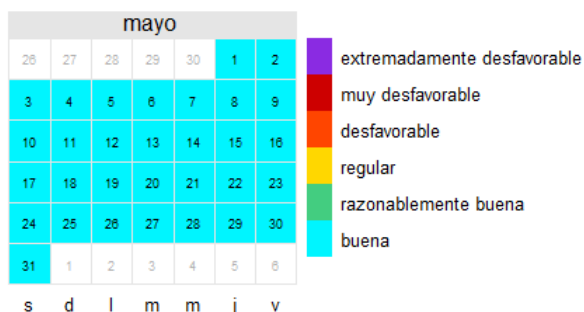 mayo
26 27 28 29 30 1 2
3 4 5 6 7 8 9
10 11 12 13 14 15 16
17 18 19 20 21 22 23
24 25 26 27 28 29 30
31 1 2 3 4 5 6
s d l m m j v
extremadamente desfavorable
muy desfavorable
desfavorable
regular
razonablemente buena
buena